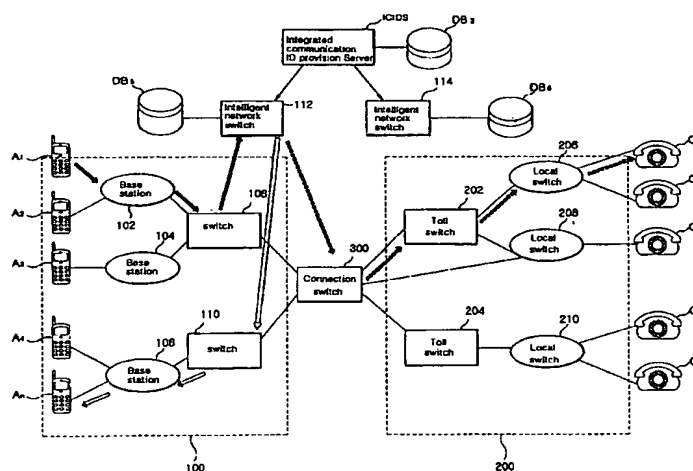 ICIDS
DB3
Integrated
communication
ID provision Server
112
114
DB5
Intelligent network
switch
Intelligent
network
switch
DB4
A1
Base
station
102
106
switch
202
Toll
switch
206
Local
switch
A2
A3
104
Base
station
300
Connection
switch
208
Local
switch
A4
110
switch
204
Toll
switch
210
Local
switch
108
Base
station
An
100
200